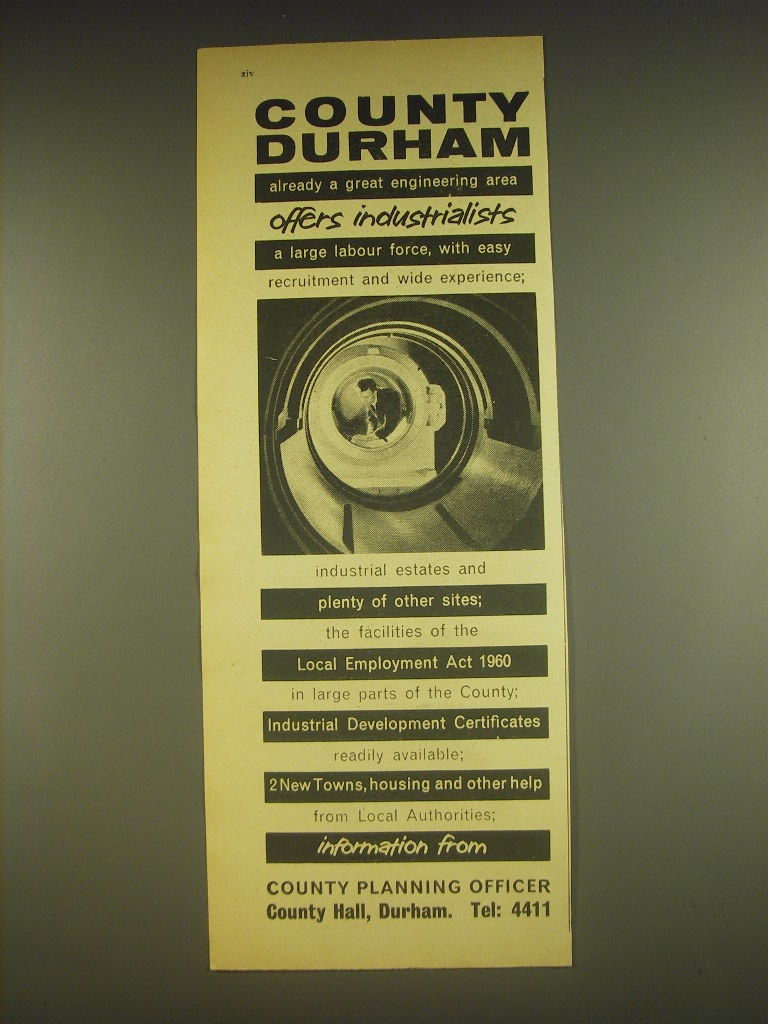 xiv
COUNTY
DURHAM
already a great engineering area
offers industrialists
a large labour force, with easy
recruitment and wide experience;
industrial estates and
plenty of other sites;
the facilities of the
Local Employment Act 1960
in large parts of the County;
Industrial Development Certificates
readily available;
2 New Towns, housing and other help
from Local Authorities;
information from
COUNTY PLANNING OFFICER
County Hall, Durham. Tel: 4411